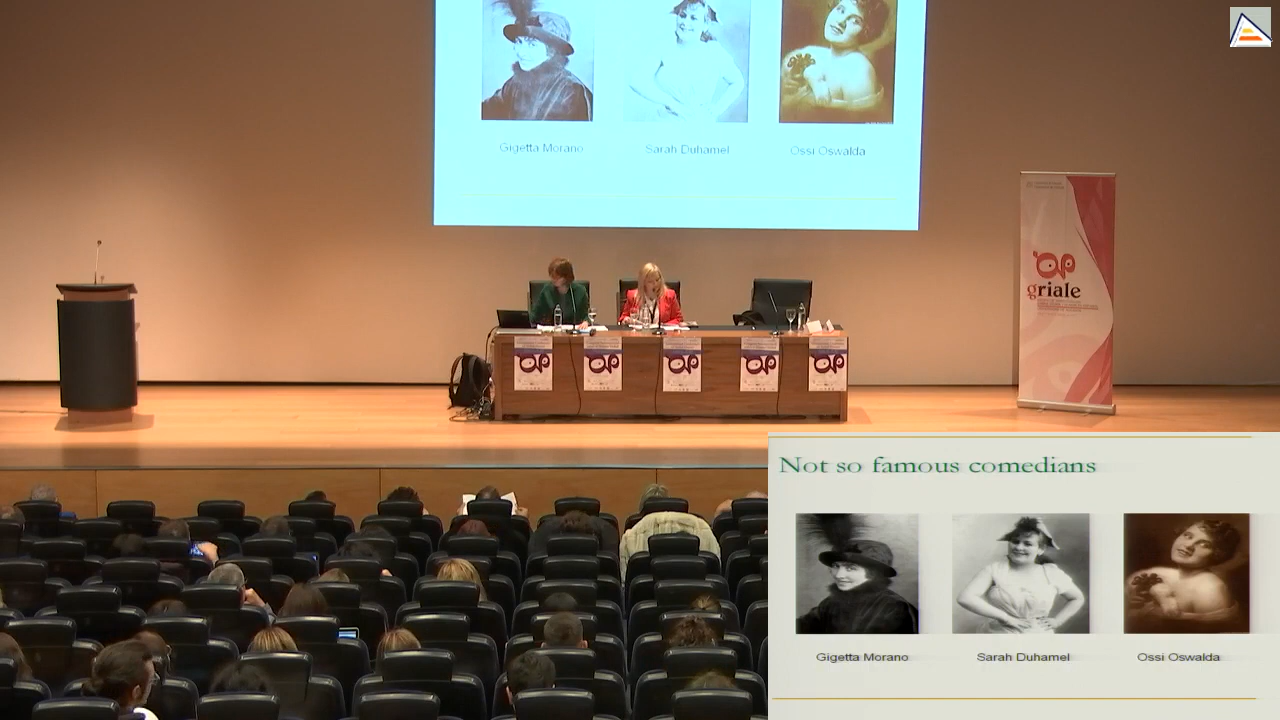 Gigetta Morano
Sarah Duhamel
Ossi Oswalda
griale
Not so famous comedians
Gigetta Morano
Sarah Duhamel
Ossi Oswalda